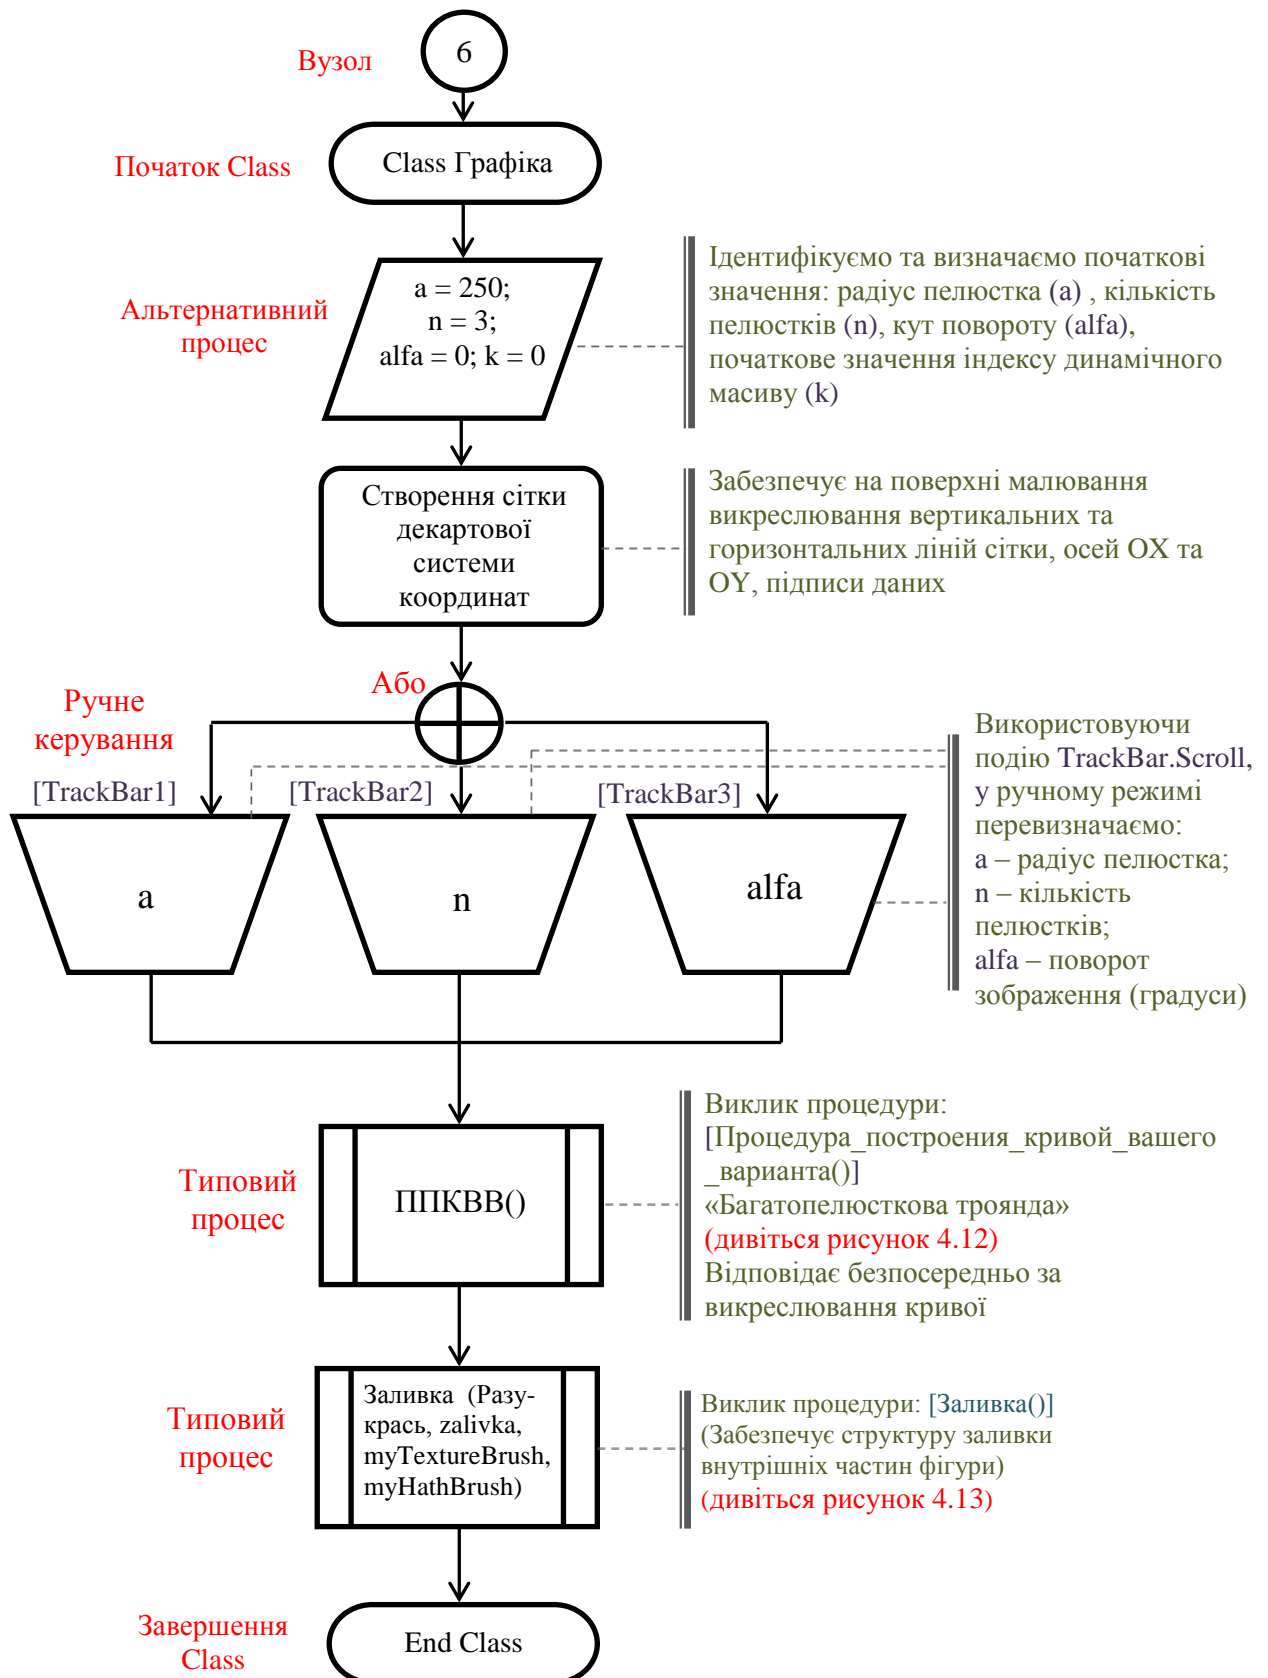 6
Вузол
Class Графіка
Початок Class
a = 250;
n = 3;
alfa = 0; k = 0
Альтернативний
процес
Ідентифікуємо та визначаємо початкові
значення: радіус пелюстка (a) , кількість
пелюстків (n), кут повороту (alfa),
початкове значення індексу динамічного
масиву (k)
Створення сітки
декартової
системи
координат
Забезпечує на поверхні малювання
викреслювання вертикальних та
горизонтальних ліній сітки, осей OX та
OY, підписи даних
Або
Ручне
керування
[TrackBar1]
[TrackBar2]
[TrackBar3]
a
n
alfa
Використовуючи
подію TrackBar.Scroll,
у ручному режимі
перевизначаємо:
a – радіус пелюстка;
n – кількість
пелюстків;
alfa – поворот
зображення (градуси)
Типовий
процес
ППКВВ()
Виклик процедури:
[Процедура_построения_кривой_вашего
_варианта()]
«Багатопелюсткова троянда»
(дивіться рисунок 4.12)
Відповідає безпосередньо за
викреслювання кривої
Типовий
процес
Заливка (Разу-
крась, zalivka,
myTextureBrush,
myHathBrush)
Виклик процедури: [Заливка()]
(Забезпечує структуру заливки
внутрішніх частин фігури)
(дивіться рисунок 4.13)
Завершення
Class
End Class